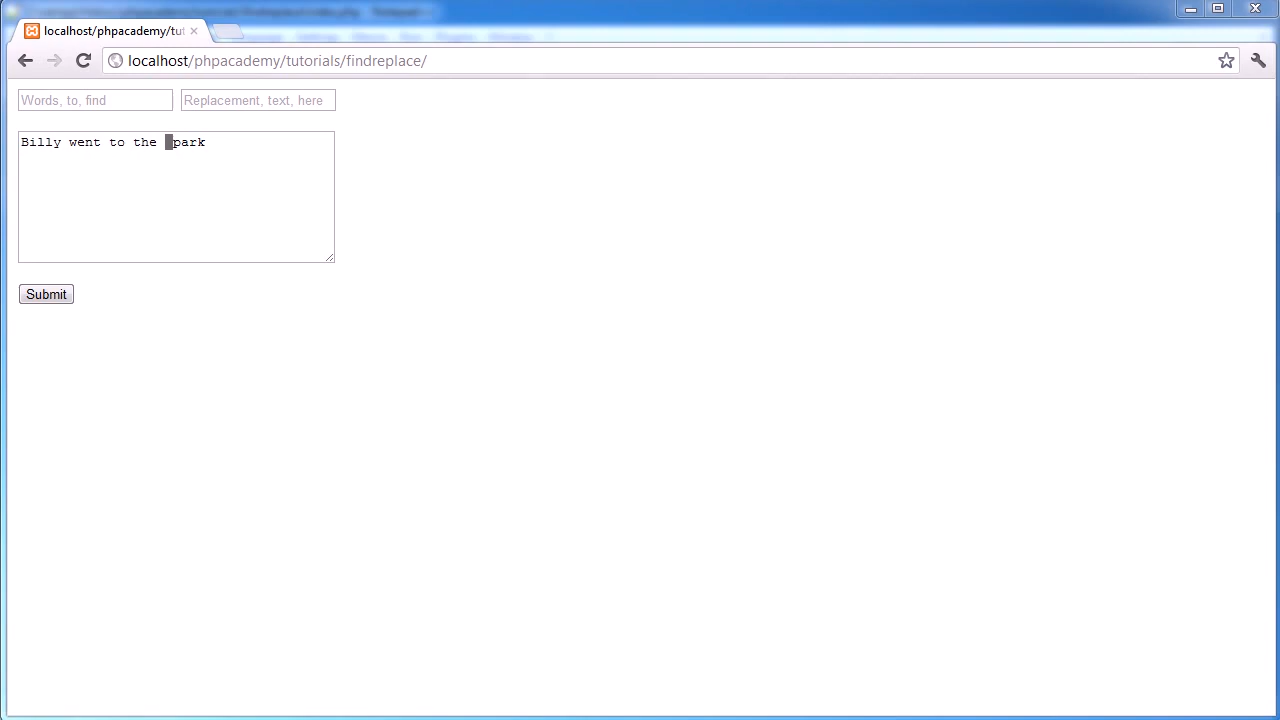 localhost/phpacademy/tut
localhost/phpacademy/tutorials/findreplace/
Words, to, find
Replacement, text, here
Billy went to the  park
Submit